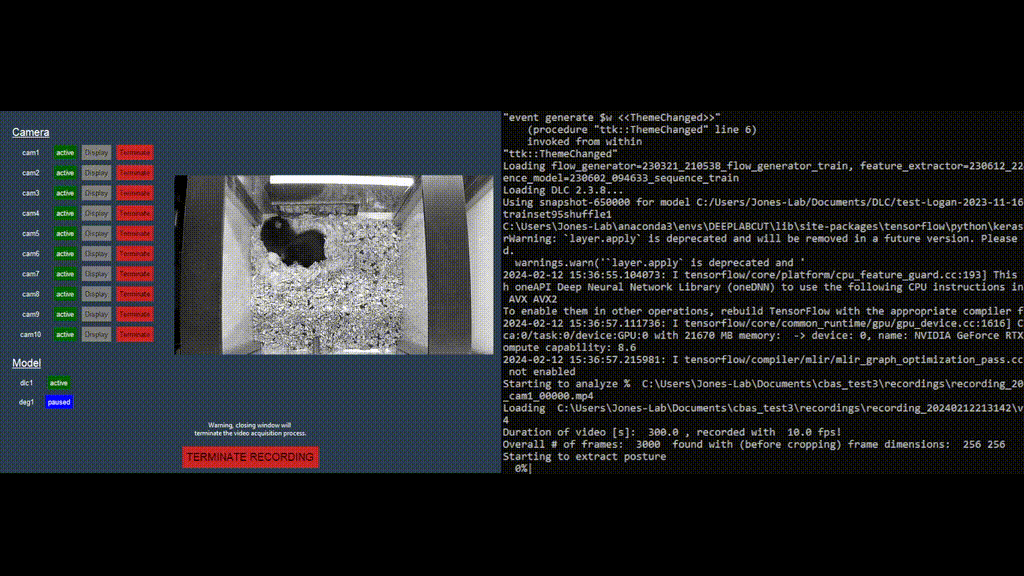 Camera
cam1 active Display Terminate
cam2 active Display Terminate
cam3 active Display Terminate
cam4 active Display Terminate
cam5 active Display Terminate
cam6 active Display Terminate
cam7 active Display Terminate
cam8 active Display Terminate
cam9 active Display Terminate
cam10 active Display Terminate
Model
dlc1 active
deg1 paused
Warning, closing window will
terminate the video acquisition process.
TERMINATE RECORDING
"event generate $w <<ThemeChanged>>"
(procedure "ttk::ThemeChanged" line 6)
invoked from within
"ttk::ThemeChanged"
Loading flow_generator=230321_210538_flow_generator_train, feature_extractor=230612_22
ence_model=230602_094633_sequence_train
Loading DLC 2.3.8...
Using snapshot-650000 for model C:/Users/Jones-Lab/Documents/DLC/test-Logan-2023-11-16
trainset95shuffle1
C:\Users\Jones-Lab\anaconda3\envs\DEEPLABCUT\lib\site-packages\tensorflow\python\keras
rWarning: `layer.apply` is deprecated and will be removed in a future version. Please
d.
warnings.warn('`layer.apply` is deprecated and '
2024-02-12 15:36:55.104073: I tensorflow/core/platform/cpu_feature_guard.cc:193] This
h oneAPI Deep Neural Network Library (oneDNN) to use the following CPU instructions in
AVX AVX2
To enable them in other operations, rebuild TensorFlow with the appropriate compiler f
2024-02-12 15:36:57.111736: I tensorflow/core/common_runtime/gpu/gpu_device.cc:1616] C
ca:0/task:0/device:GPU:0 with 21670 MB memory: -> device: 0, name: NVIDIA GeForce RTX
ompute capability: 8.6
2024-02-12 15:36:57.215981: I tensorflow/compiler/mlir/mlir_graph_optimization_pass.cc
not enabled
Starting to analyze % C:\Users\Jones-Lab\Documents\cbas_test3\recordings\recording_20
_cam1_00000.mp4
Loading C:\Users\Jones-Lab\Documents\cbas_test3\recordings\recording_20240212213142\v
4
Duration of video [s]: 300.0 , recorded with 10.0 fps!
Overall # of frames: 3000 found with (before cropping) frame dimensions: 256 256
Starting to extract posture
0%|